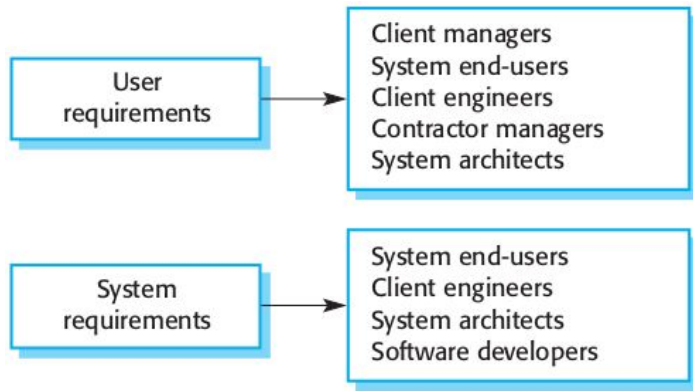 User
requirements
Client managers
System end-users
Client engineers
Contractor managers
System architects
System
requirements
System end-users
Client engineers
System architects
Software developers